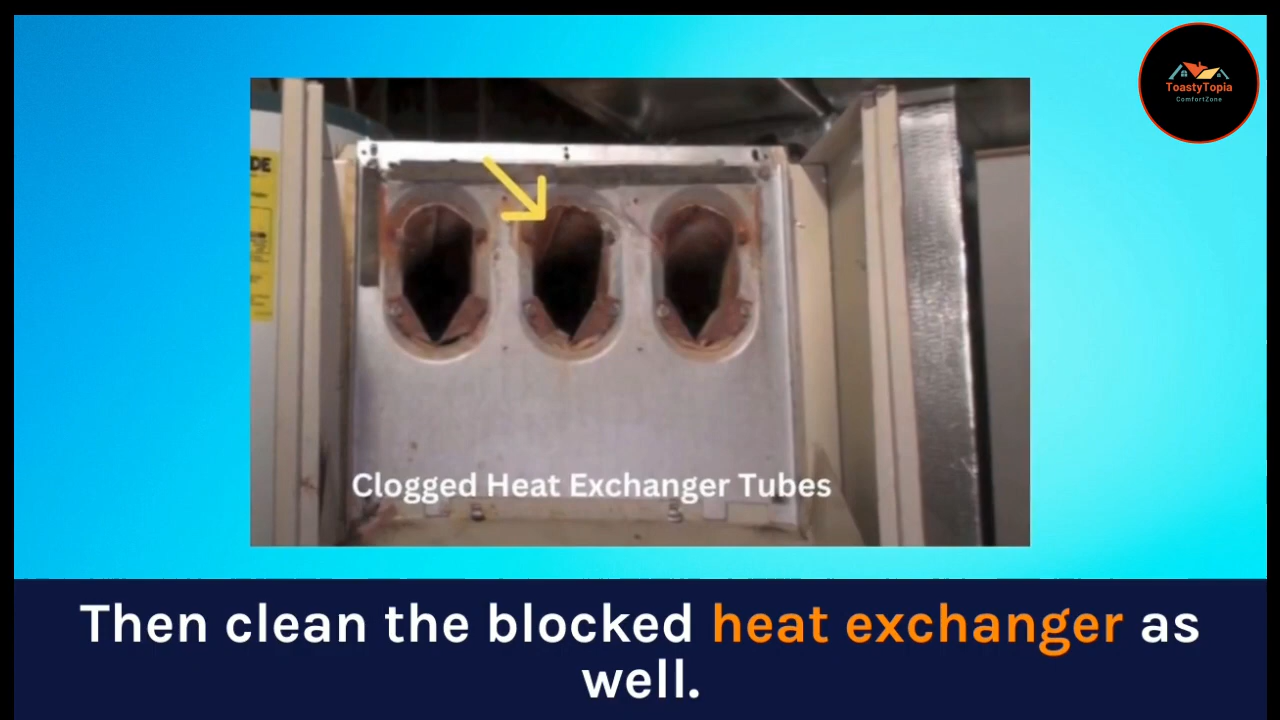 ToastyTopia
ComfortZone
DE
Clogged Heat Exchanger Tubes
Then clean the blocked heat exchanger as
well.